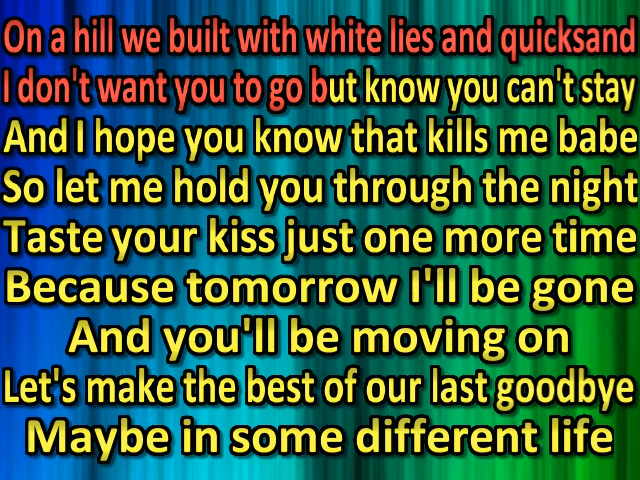 On a hill we built with white lies and quicksand
I don't want you to go but know you can't stay
And I hope you know that kills me babe
So let me hold you through the night
Taste your kiss just one more time
Because tomorrow I'll be gone
And you'll be moving on
Let's make the best of our last goodbye
Maybe in some different life